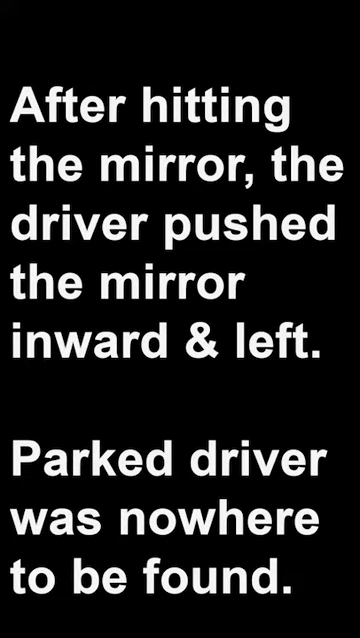 After hitting
the mirror, the
driver pushed
the mirror
inward & left.
Parked driver
was nowhere
to be found.